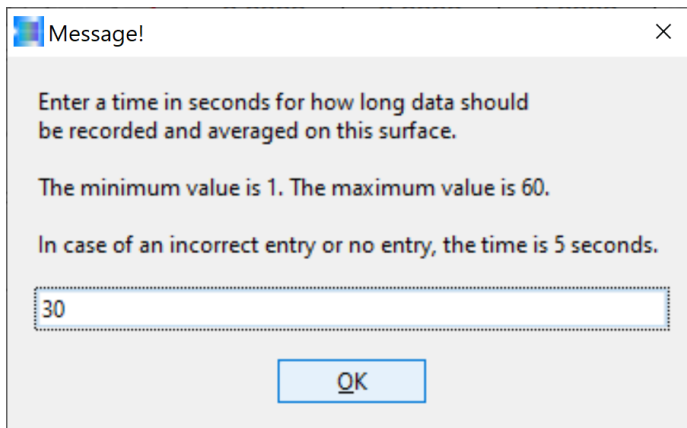 Message!
Enter a time in seconds for how long data should
be recorded and averaged on this surface.
The minimum value is 1. The maximum value is 60.
In case of an incorrect entry or no entry, the time is 5 seconds.
30
OK